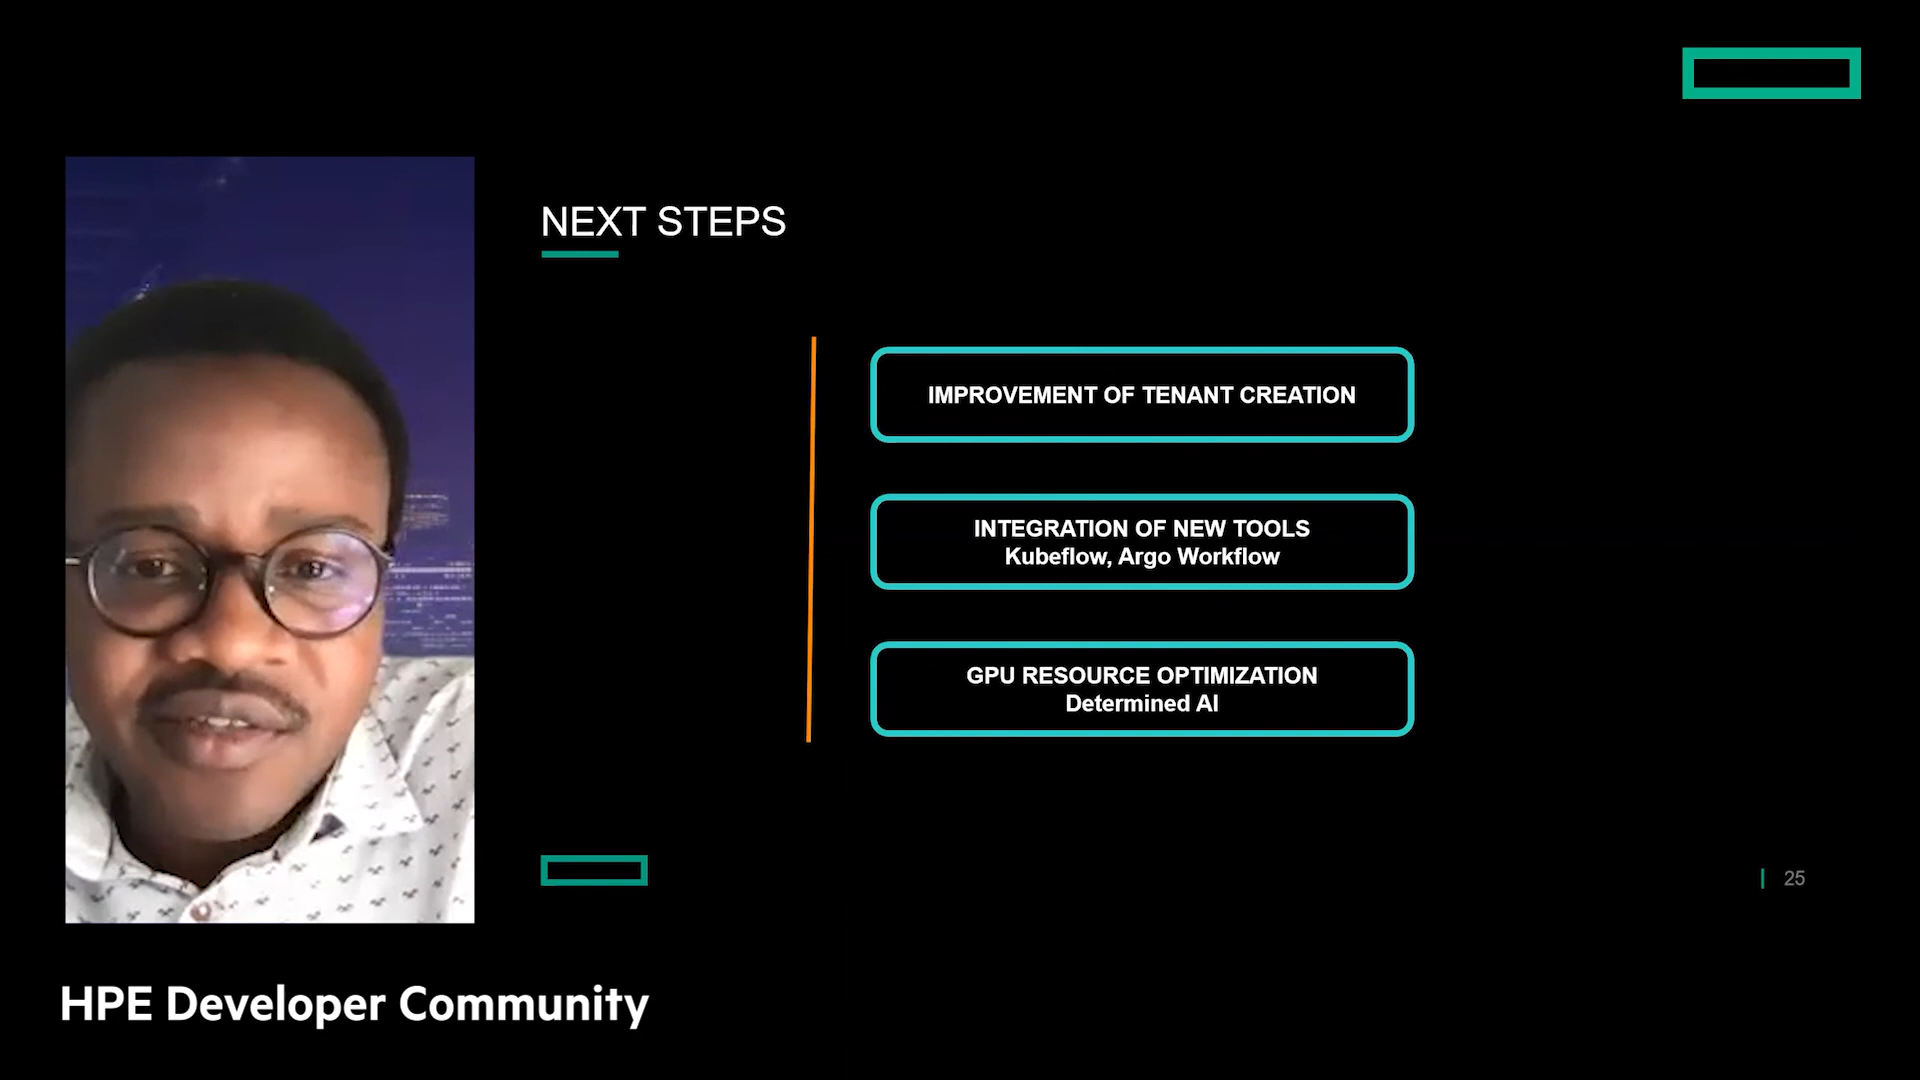 NEXT STEPS
IMPROVEMENT OF TENANT CREATION
INTEGRATION OF NEW TOOLS
Kubeflow, Argo Workflow
GPU RESOURCE OPTIMIZATION
Determined AI
25
HPE Developer Community